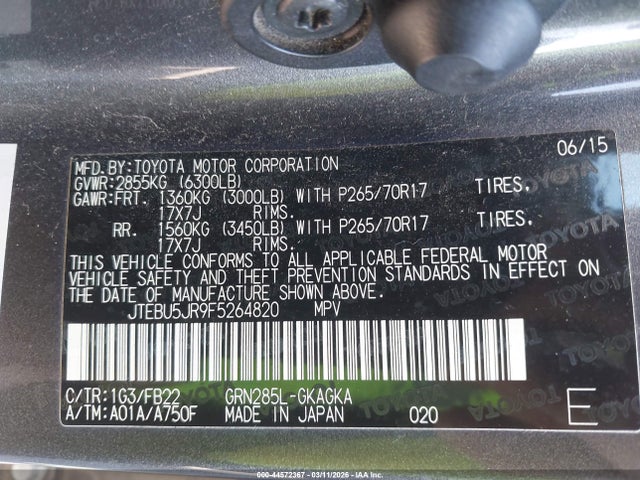 06/15
MFD.BY:TOYOTA MOTOR CORPORATION
GVWR:2855KG (6300LB)
GAWR:FRT. 1360KG (3000LB) WITH P265/70R17 TIRES.
17X7J RIMS.
RR. 1560KG (3450LB) WITH P265/70R17 TIRES.
17X7J RIMS.
THIS VEHICLE CONFORMS TO ALL APPLICABLE FEDERAL MOTOR
VEHICLE SAFETY AND THEFT PREVENTION STANDARDS IN EFFECT ON
THE DATE OF MANUFACTURE SHOWN ABOVE.
JTEBU5JR9F5264820 MPV
C/TR:1G3/FB22 GRN285L-GKAGKA
A/TM:A01A/A750F MADE IN JAPAN 020 E
000-44572367 - 03/11/2026 - IAA